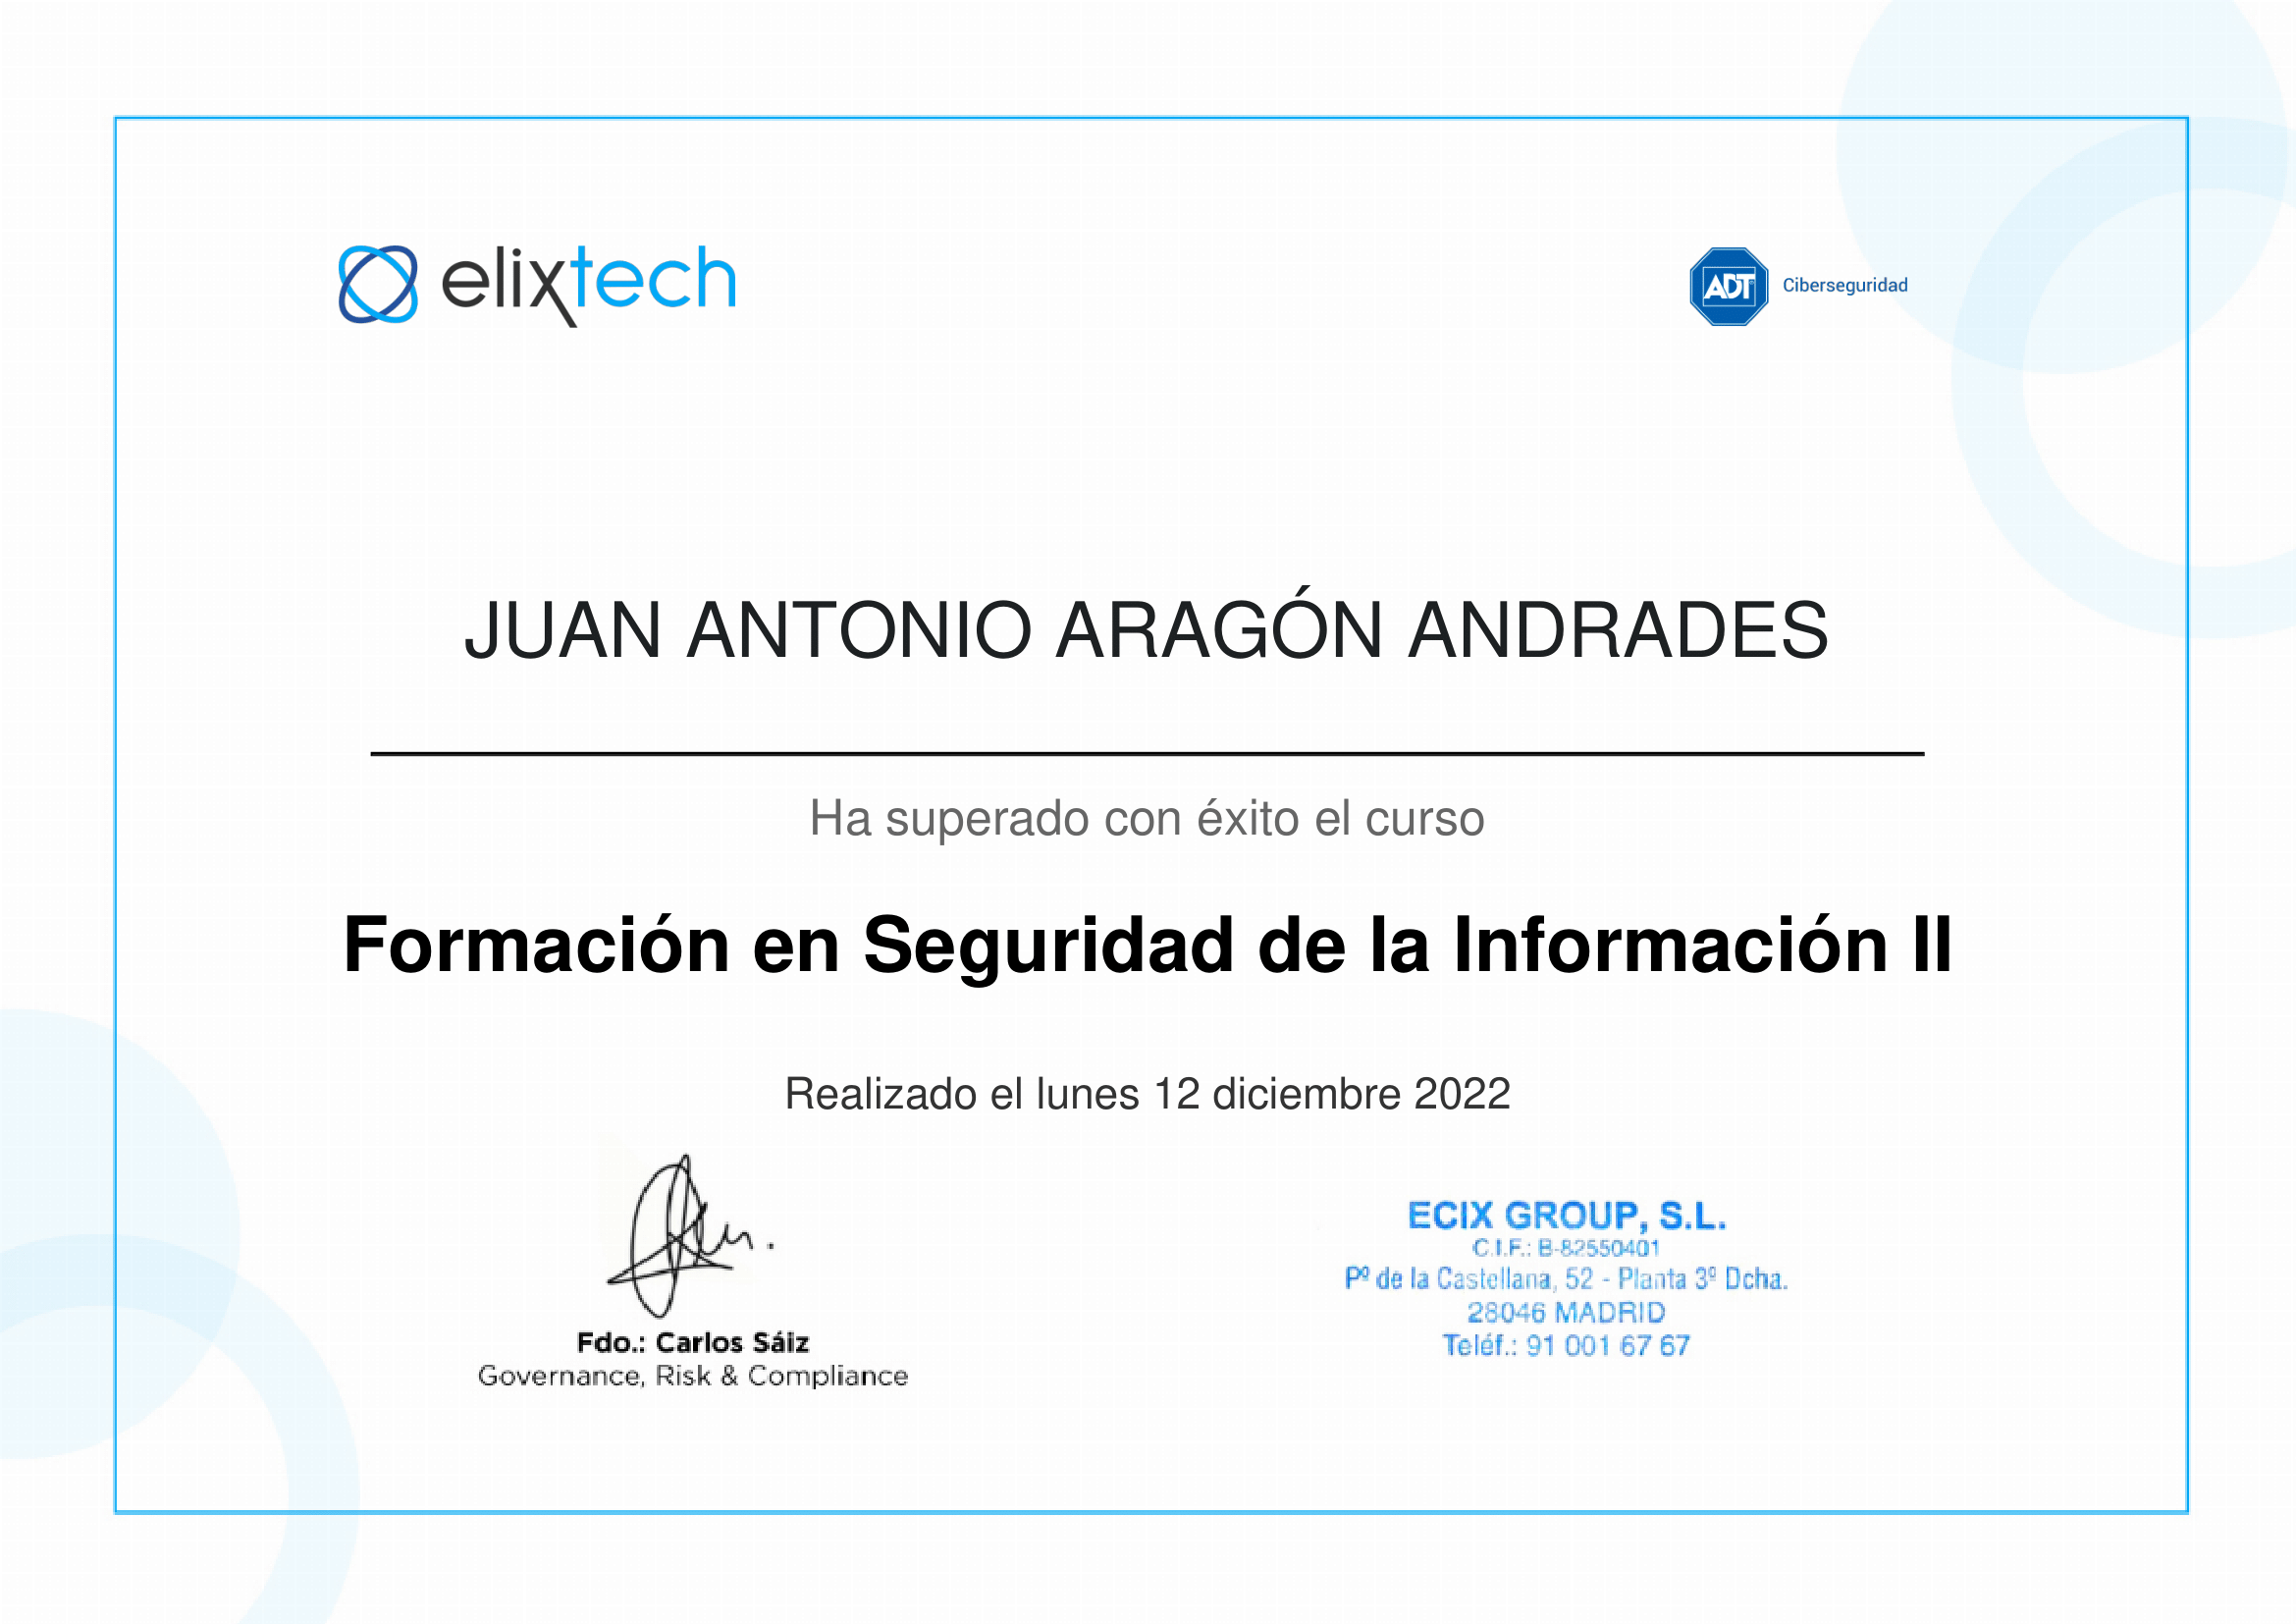 elixtech
ADT Ciberseguridad
JUAN ANTONIO ARAGÓN ANDRADES
Ha superado con éxito el curso
Formación en Seguridad de la Información II
Realizado el lunes 12 diciembre 2022
Fdo.: Carlos Sáiz
Governance, Risk & Compliance
ECIX GROUP, S.L.
C.I.F.: B-82550401
Pº de la Castellana, 52 - Planta 3º Dcha.
28046 MADRID
Teléf.: 91 001 67 67